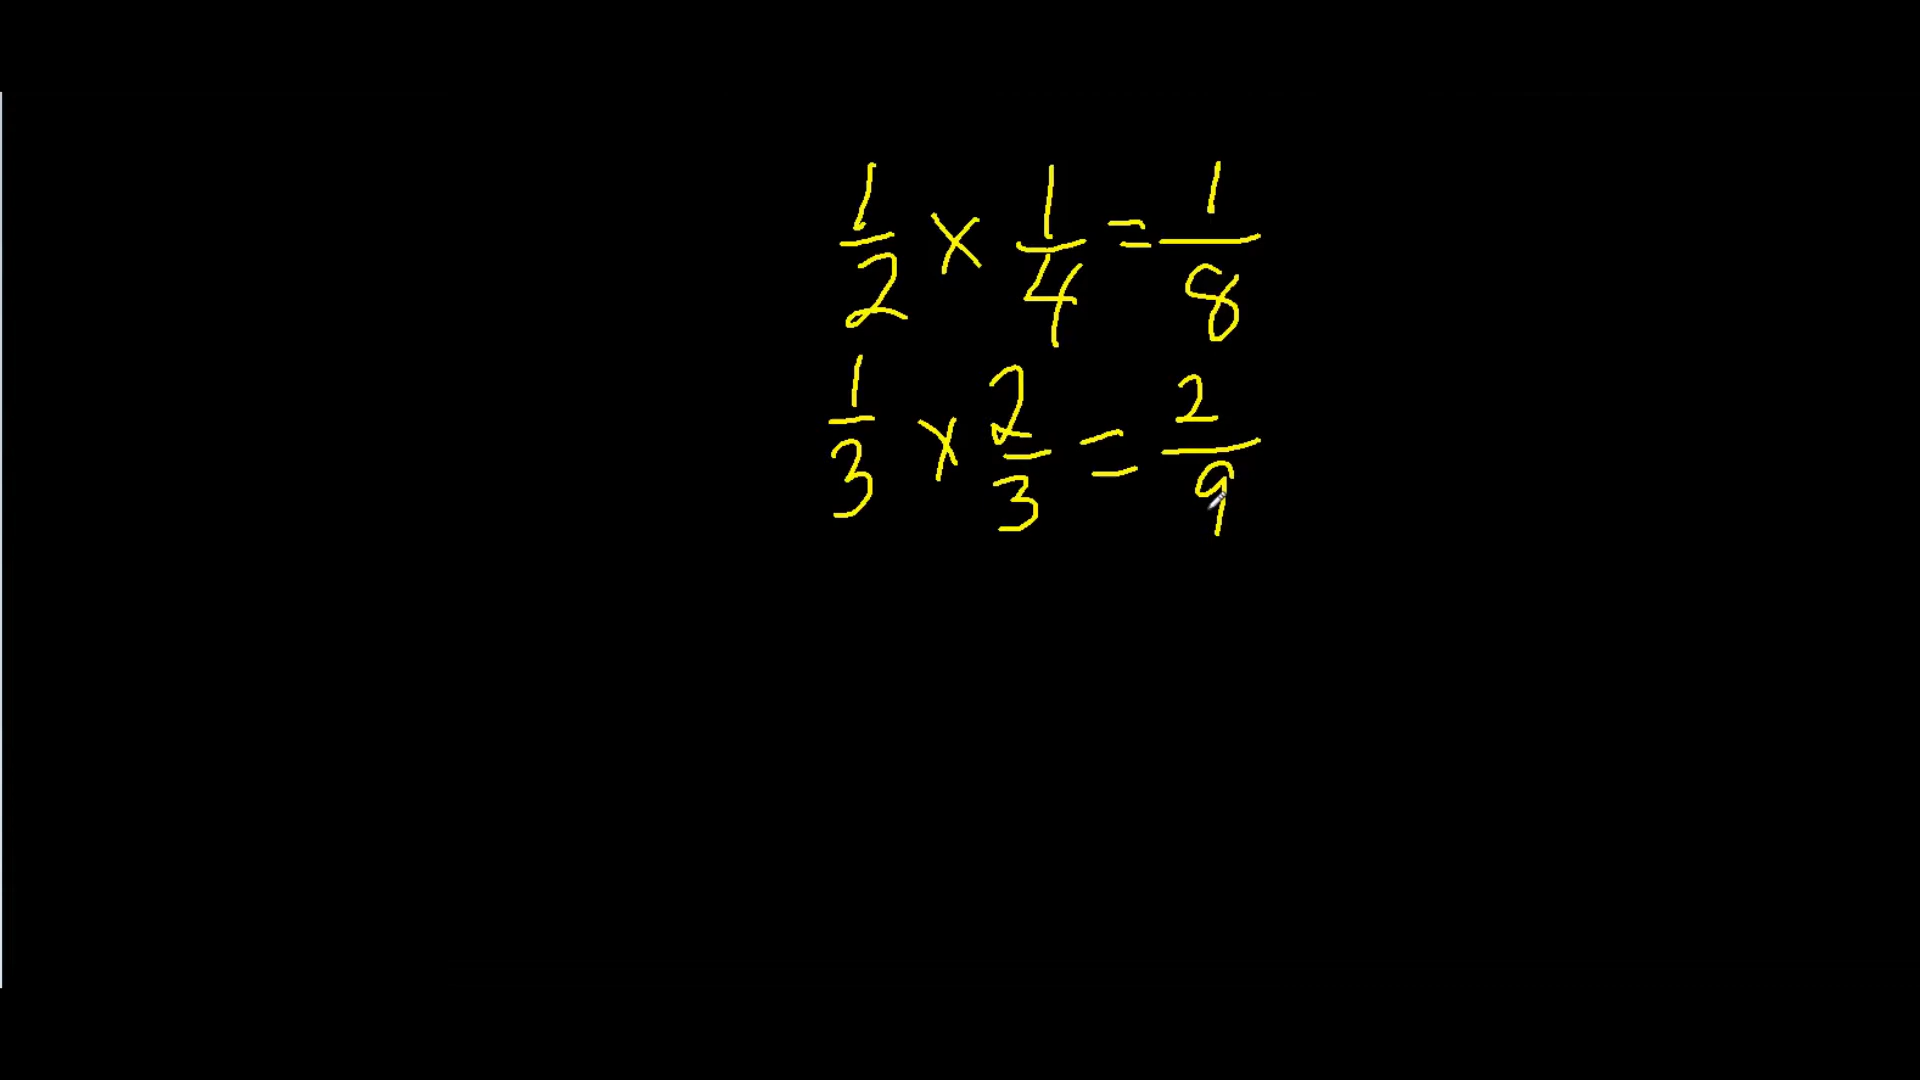 1/2 × 1/4 = 1/8
1/3 × 2/3 = 2/9